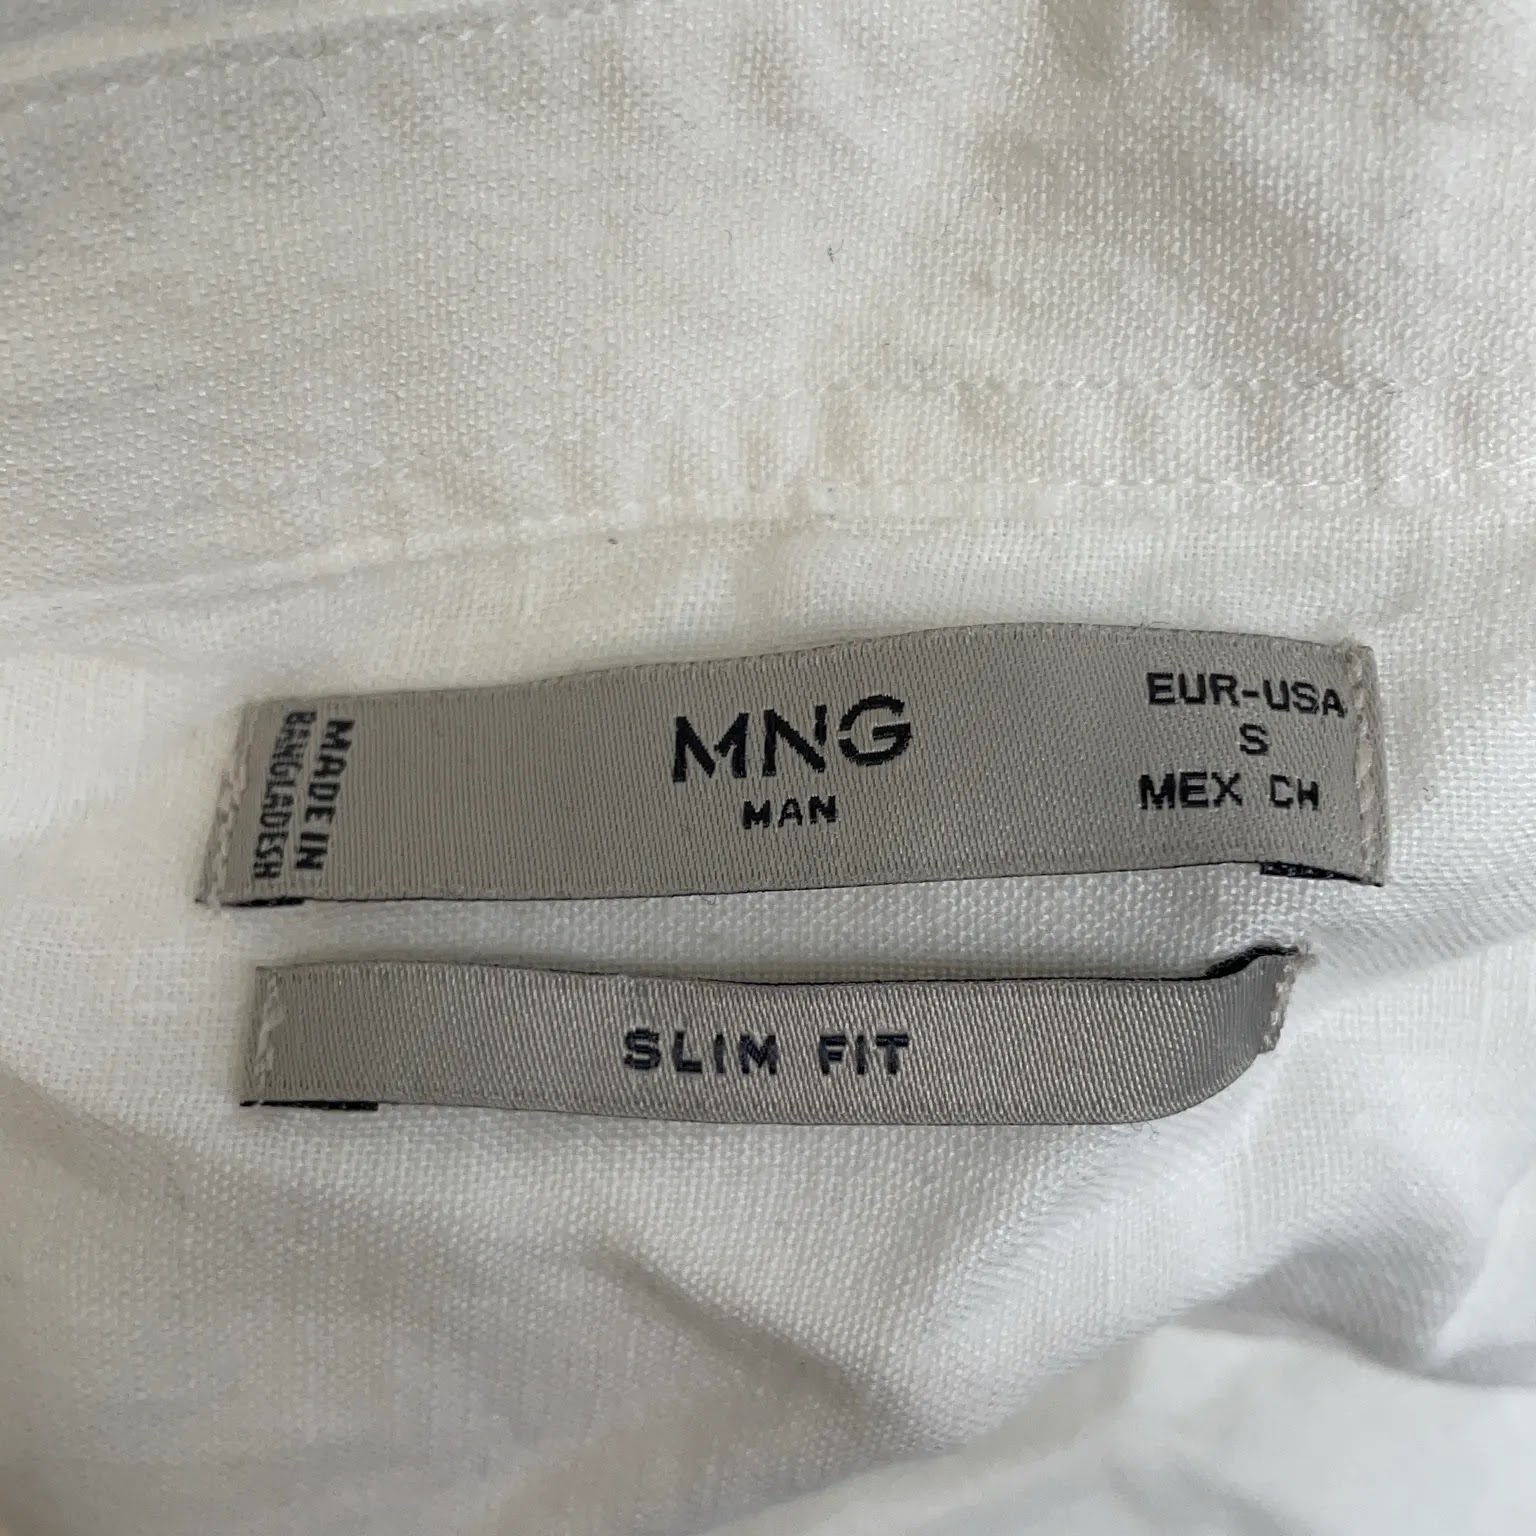 MADE IN
BANGLADESH
MNG
MAN
EUR-USA
S
MEX CH
SLIM FIT